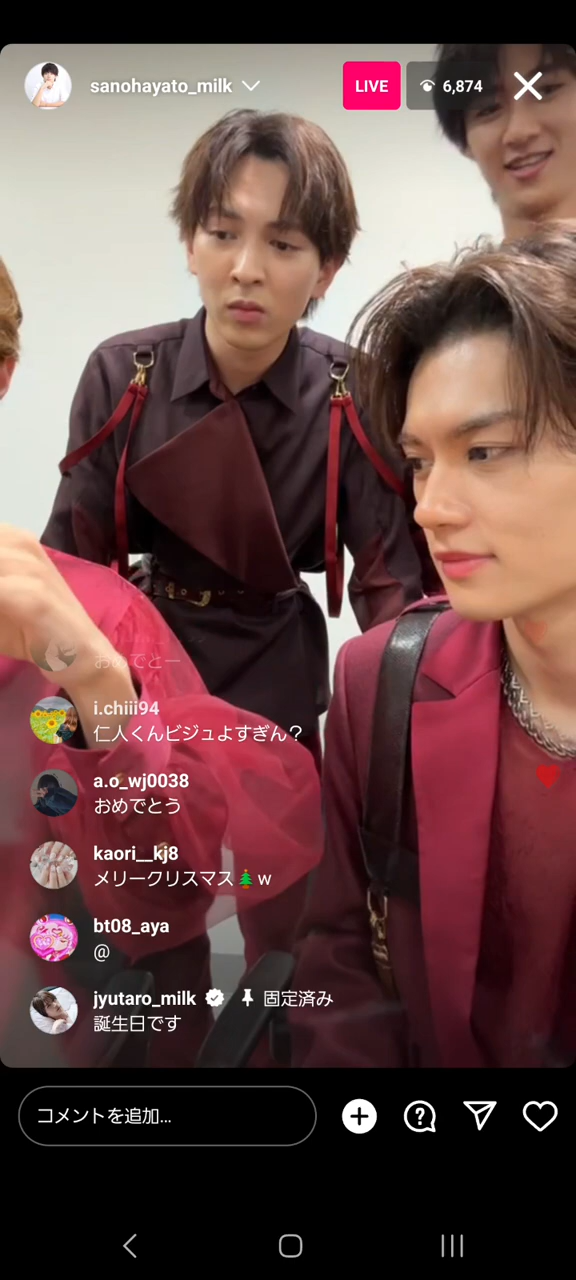 sanohayato_milk
LIVE
6,874
おめでとー
i.chiii94
仁人くんビジュよすぎん？
a.o_wj0038
おめでとう
kaori__kj8
メリークリスマス🎄w
bt08_aya
@
jyutaro_milk 固定済み
誕生日です
コメントを追加...